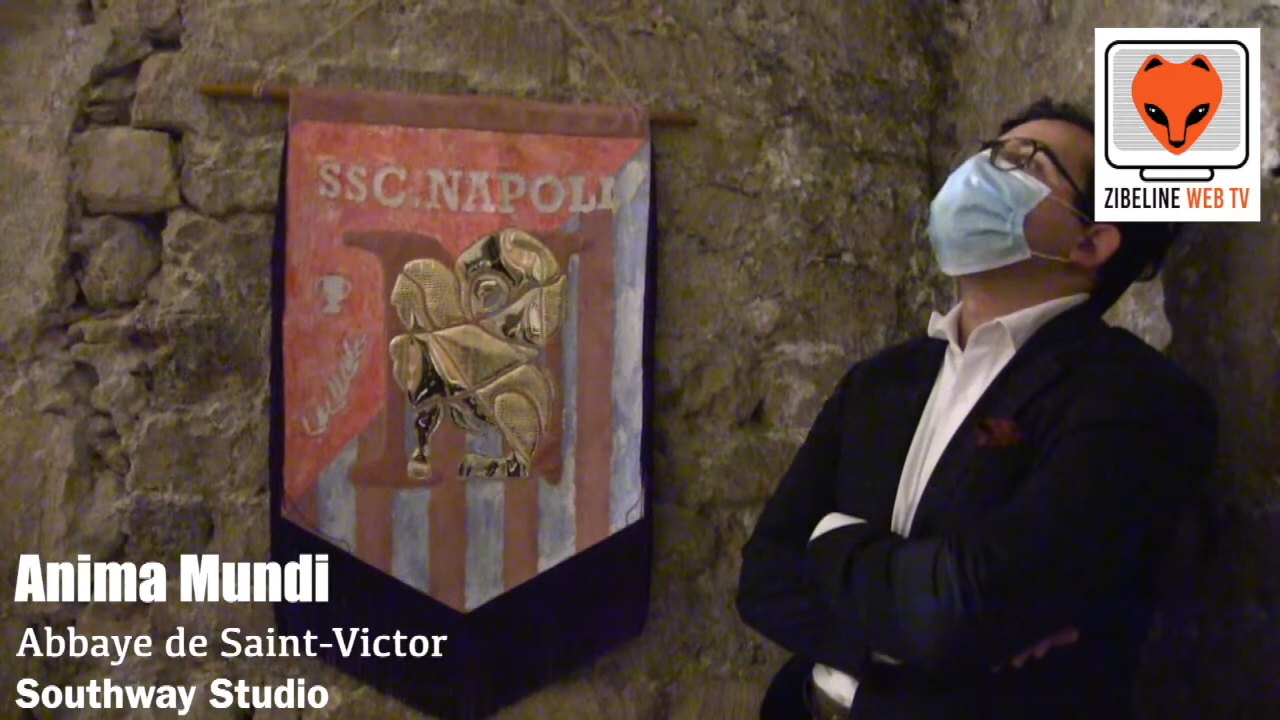 SSC.NAPOLI
N
ZIBELINE WEB TV
Anima Mundi
Abbaye de Saint-Victor
Southway Studio